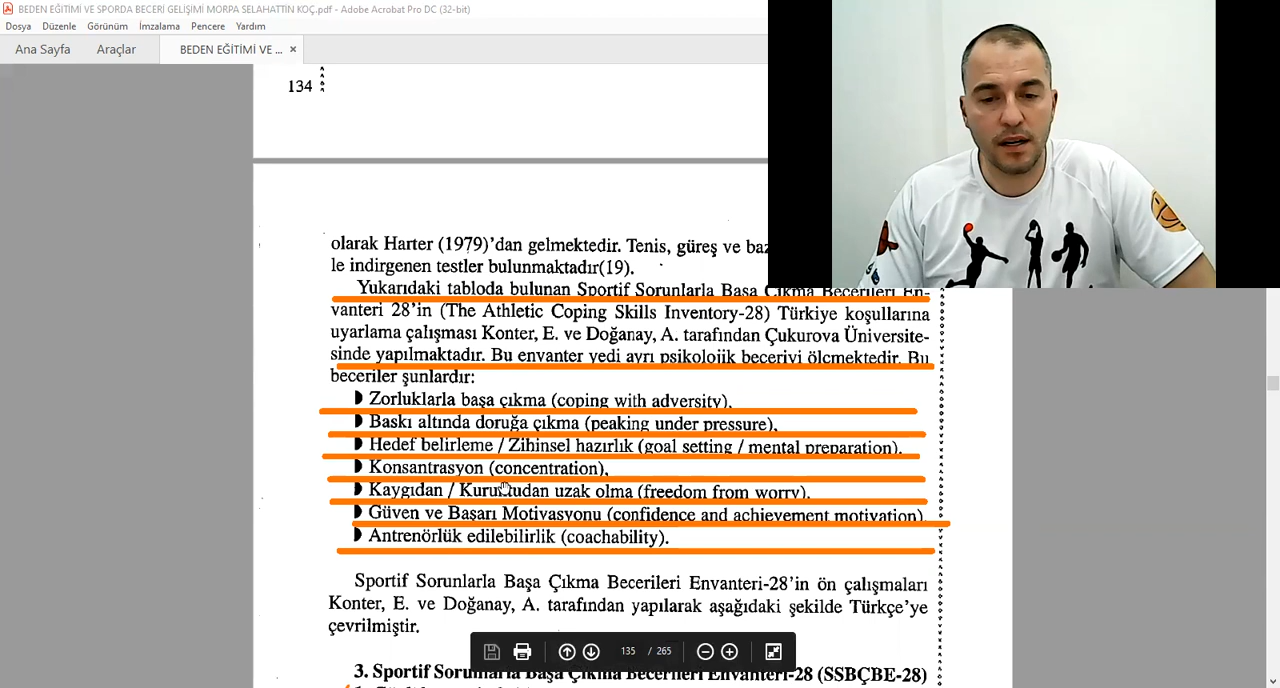 BEDEN EĞİTİMİ VE SPORDA BECERİ GELİŞİMİ MORPA SELAHATTIN KOÇ.pdf - Adobe Acrobat Pro DC (32-bit)
Dosya Düzenle Görünüm İmzalama Pencere Yardım
Ana Sayfa Araçlar BEDEN EĞİTİMİ VE ... ×
134
olarak Harter (1979)'dan gelmektedir. Tenis, güreş ve baz
le indirgenen testler bulunmaktadır(19).
Yukarıdaki tabloda bulunan Sportif Sorunlarla Başa Çıkma Becerileri En-
vanteri 28'in (The Athletic Coping Skills Inventory-28) Türkiye koşullarına
uyarlama çalışması Konter, E. ve Doğanay, A. tarafından Çukurova Üniversite-
sinde yapılmaktadır. Bu envanter yedi ayrı psikolojik beceriyi ölçmektedir. Bu
beceriler şunlardır:
Zorluklarla başa çıkma (coping with adversity),
Baskı altında doruğa çıkma (peaking under pressure),
Hedef belirleme / Zihinsel hazırlık (goal setting / mental preparation),
Konsantrasyon (concentration),
Kaygıdan / Kuruntudan uzak olma (freedom from worry),
Güven ve Başarı Motivasyonu (confidence and achievement motivation),
Antrenörlük edilebilirlik (coachability).
Sportif Sorunlarla Başa Çıkma Becerileri Envanteri-28'in ön çalışmaları
Konter, E. ve Doğanay, A. tarafından yapılarak aşağıdaki şekilde Türkçe'ye
çevrilmiştir.
135 / 265
3. Sportif Sorunlarla Başa Çıkma Becerileri Envanteri-28 (SSBÇBE-28)